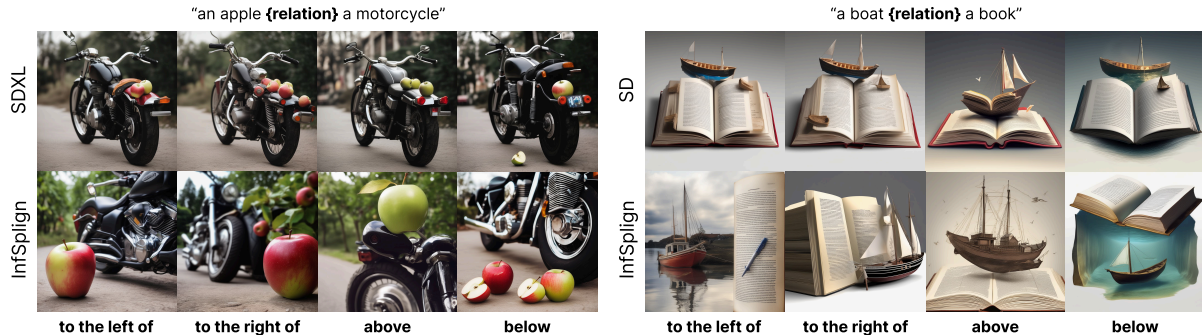 “an apple {relation} a motorcycle”
SDXL
InfSplign
to the left of
to the right of
above
below
“a boat {relation} a book”
SD
InfSplign
to the left of
to the right of
above
below